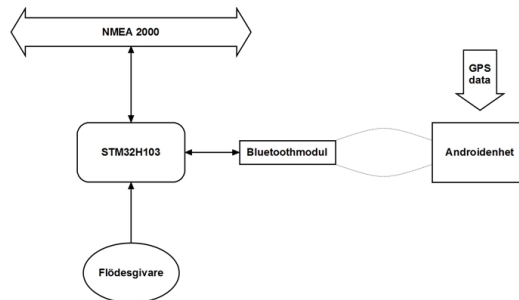 NMEA 2000
GPS
data
STM32H103
Bluetoothmodul
Androidenhet
Flödesgivare